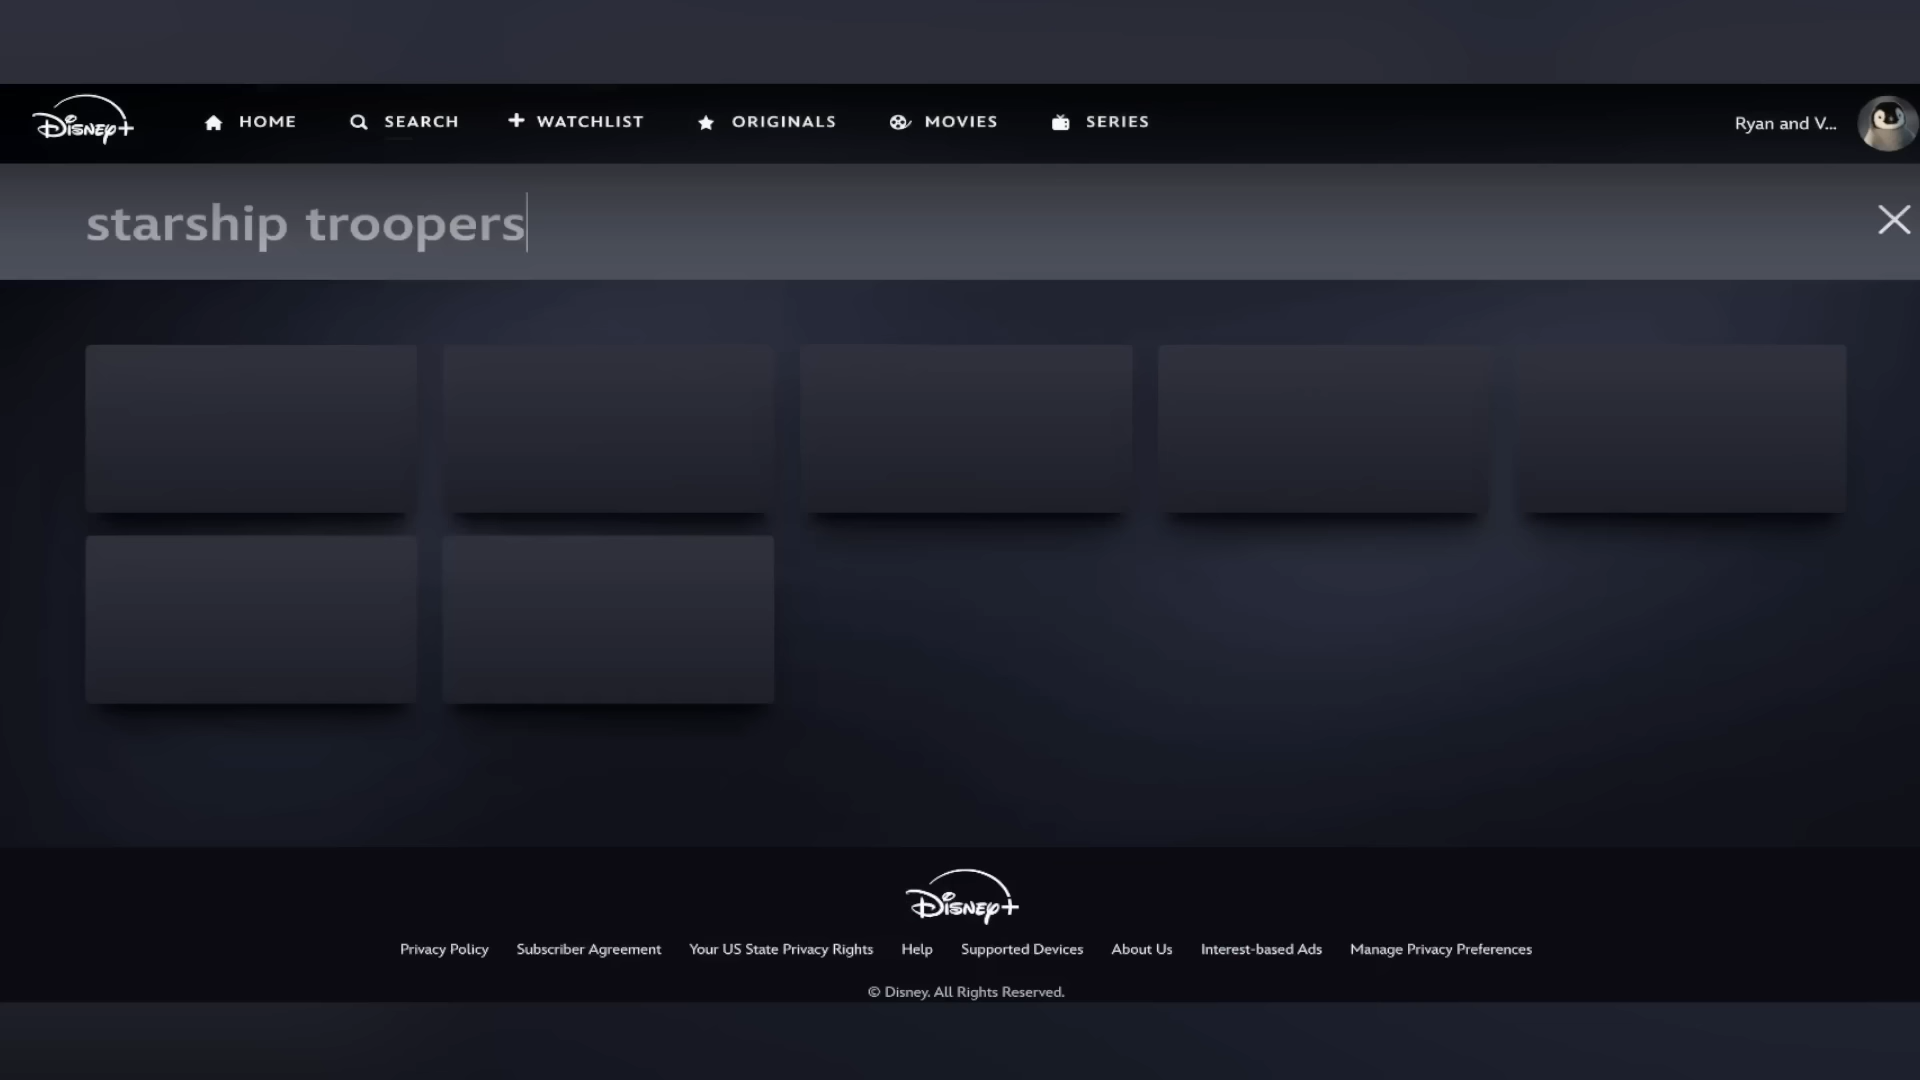 Disney+
HOME
SEARCH
WATCHLIST
ORIGINALS
MOVIES
SERIES
Ryan and V...
starship troopers
Disney+
Privacy Policy
Subscriber Agreement
Your US State Privacy Rights
Help
Supported Devices
About Us
Interest-based Ads
Manage Privacy Preferences
© Disney. All Rights Reserved.